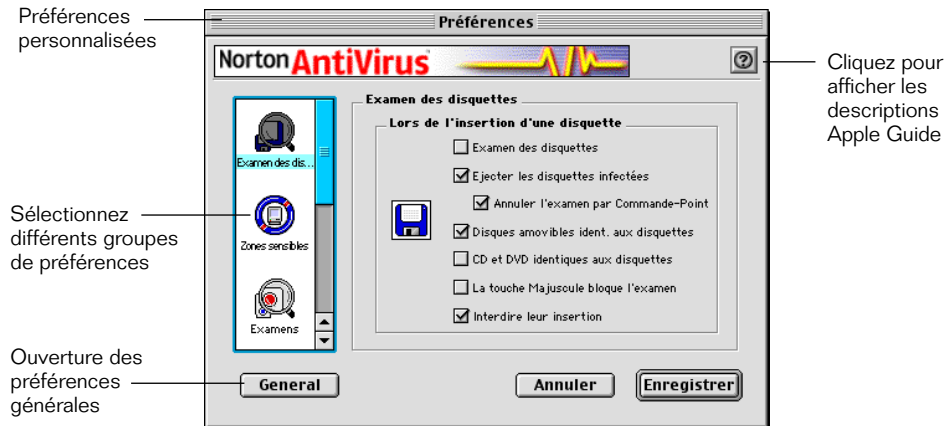 Préférences
personnalisées
Préférences
Norton AntiVirus
Cliquez pour
afficher les
descriptions
Apple Guide
Examen des dis...
Sélectionnez
différents groupes
de préférences
Zones sensibles
Examens
Examen des disquettes
Lors de l'insertion d'une disquette
Examen des disquettes
Ejecter les disquettes infectées
Annuler l'examen par Commande-Point
Disques amovibles ident. aux disquettes
CD et DVD identiques aux disquettes
La touche Majuscule bloque l'examen
Interdire leur insertion
Ouverture des
préférences
générales
General
Annuler
Enregistrer